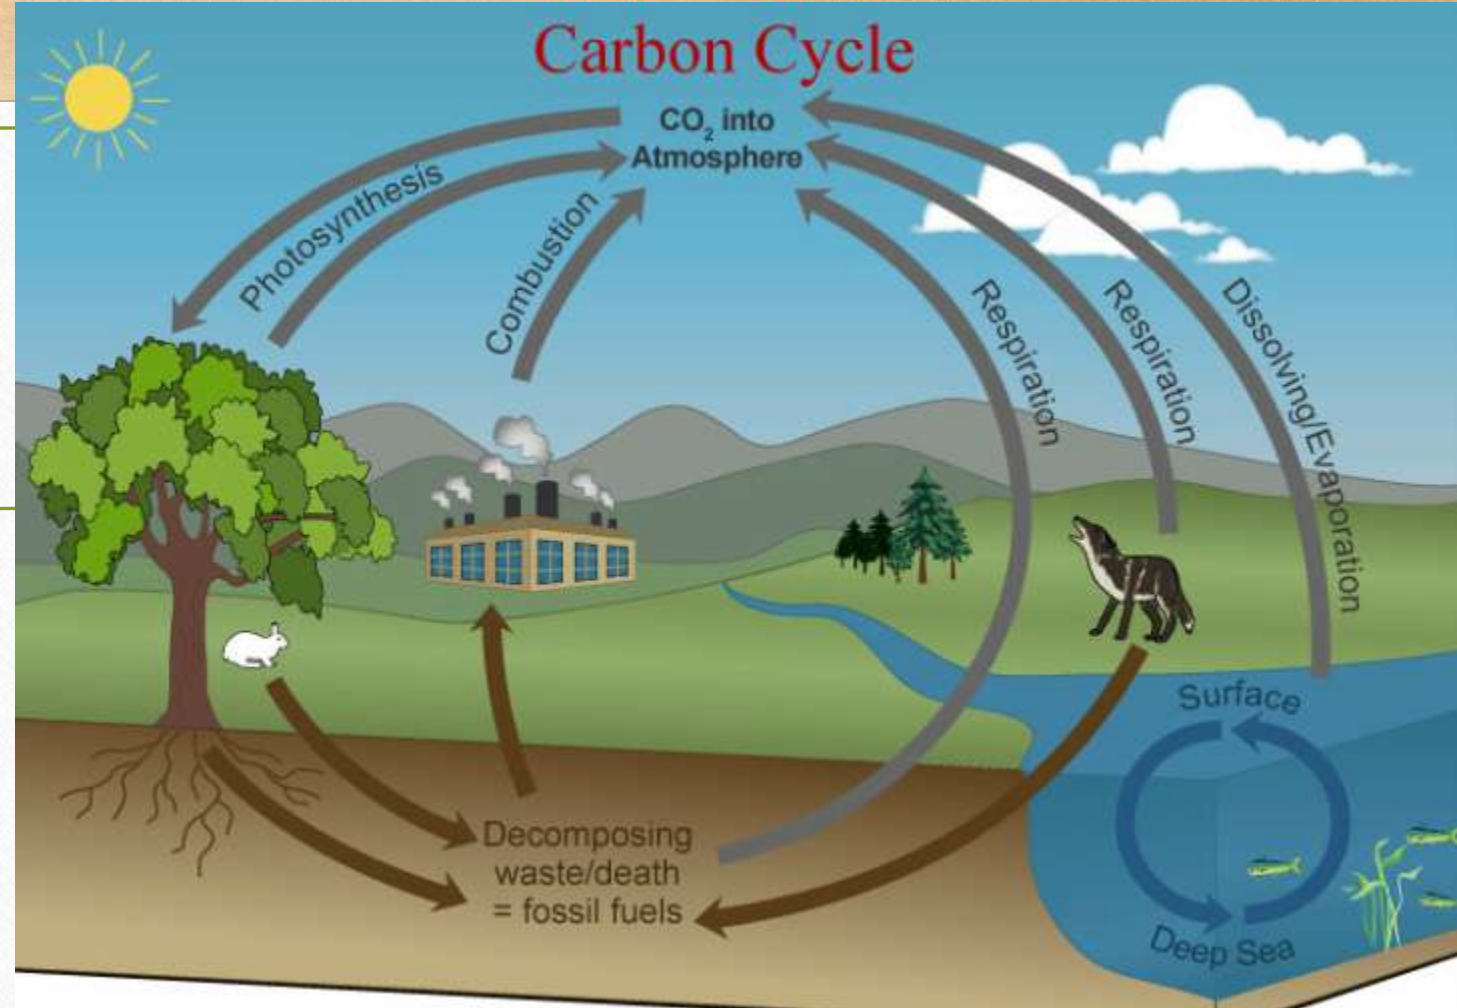 Carbon Cycle
CO₂ into
Atmosphere
Photosynthesis
Combustion
Respiration
Respiration
Dissolving/Evaporation
Surface
Deep Sea
Decomposing
waste/death
= fossil fuels